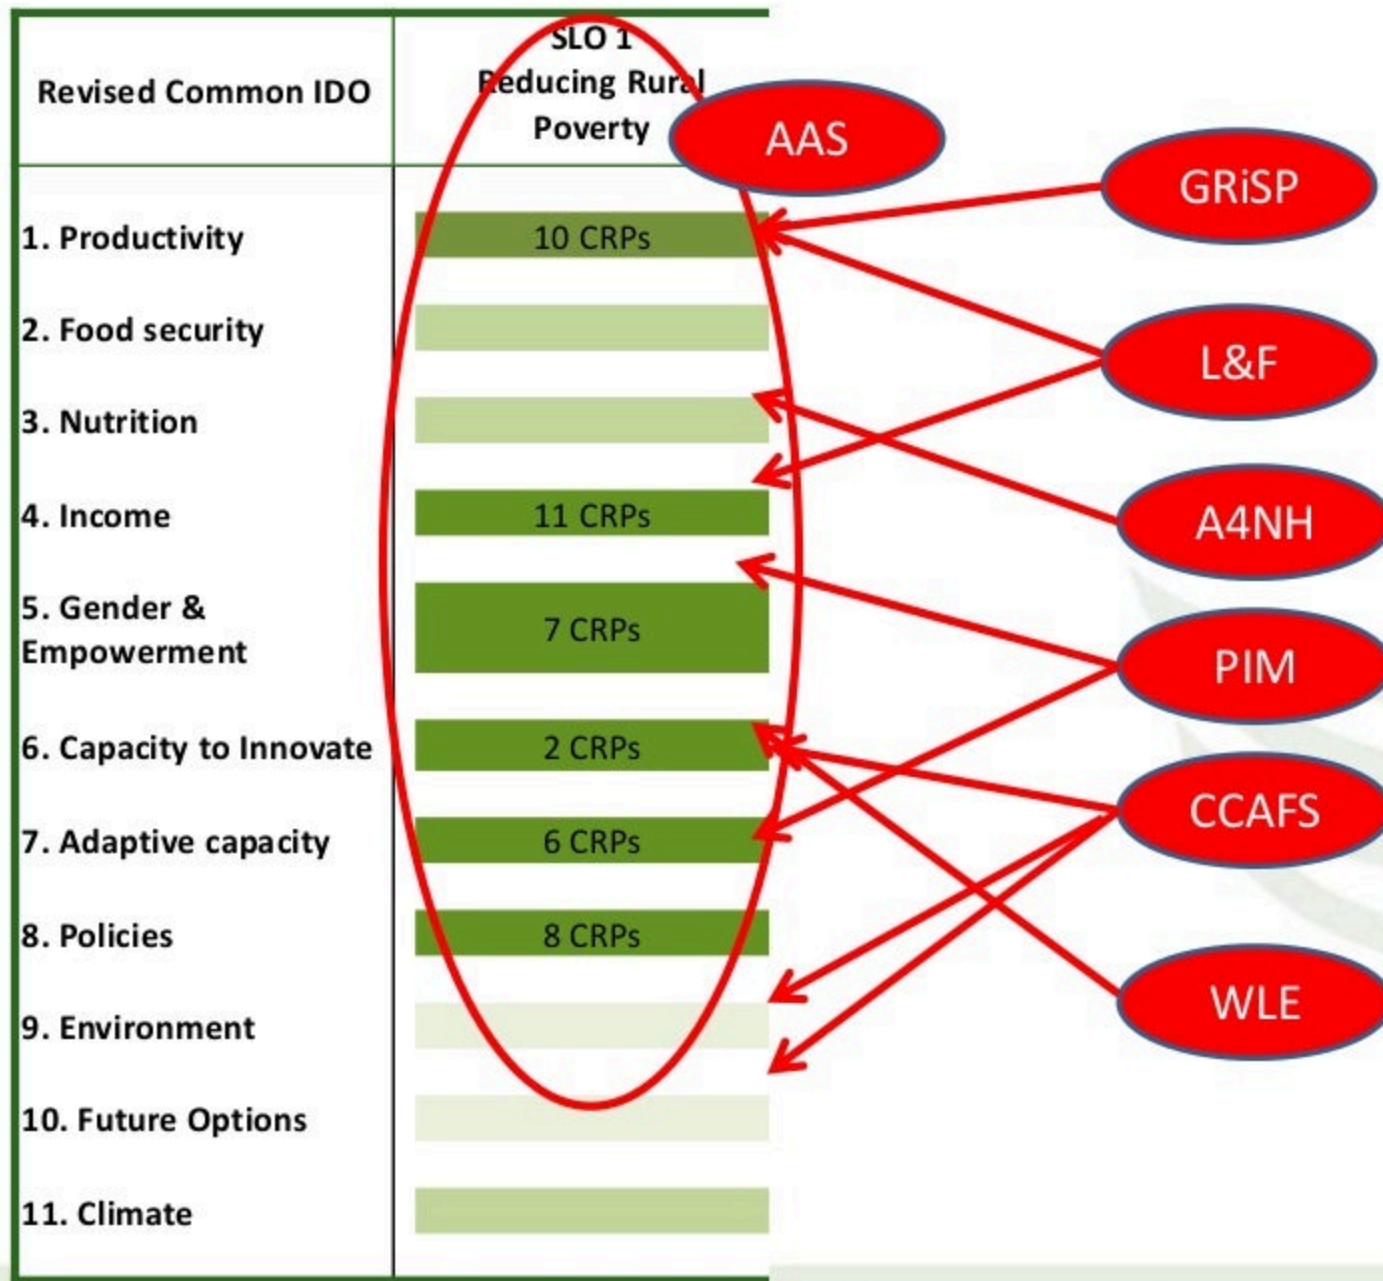 Revised Common IDO
SLO 1
Reducing Rural
Poverty
AAS
GRiSP
1. Productivity
10 CRPs
2. Food security
L&F
3. Nutrition
4. Income
11 CRPs
A4NH
5. Gender &
Empowerment
7 CRPs
PIM
6. Capacity to Innovate
2 CRPs
CCAFS
7. Adaptive capacity
6 CRPs
8. Policies
8 CRPs
WLE
9. Environment
10. Future Options
11. Climate